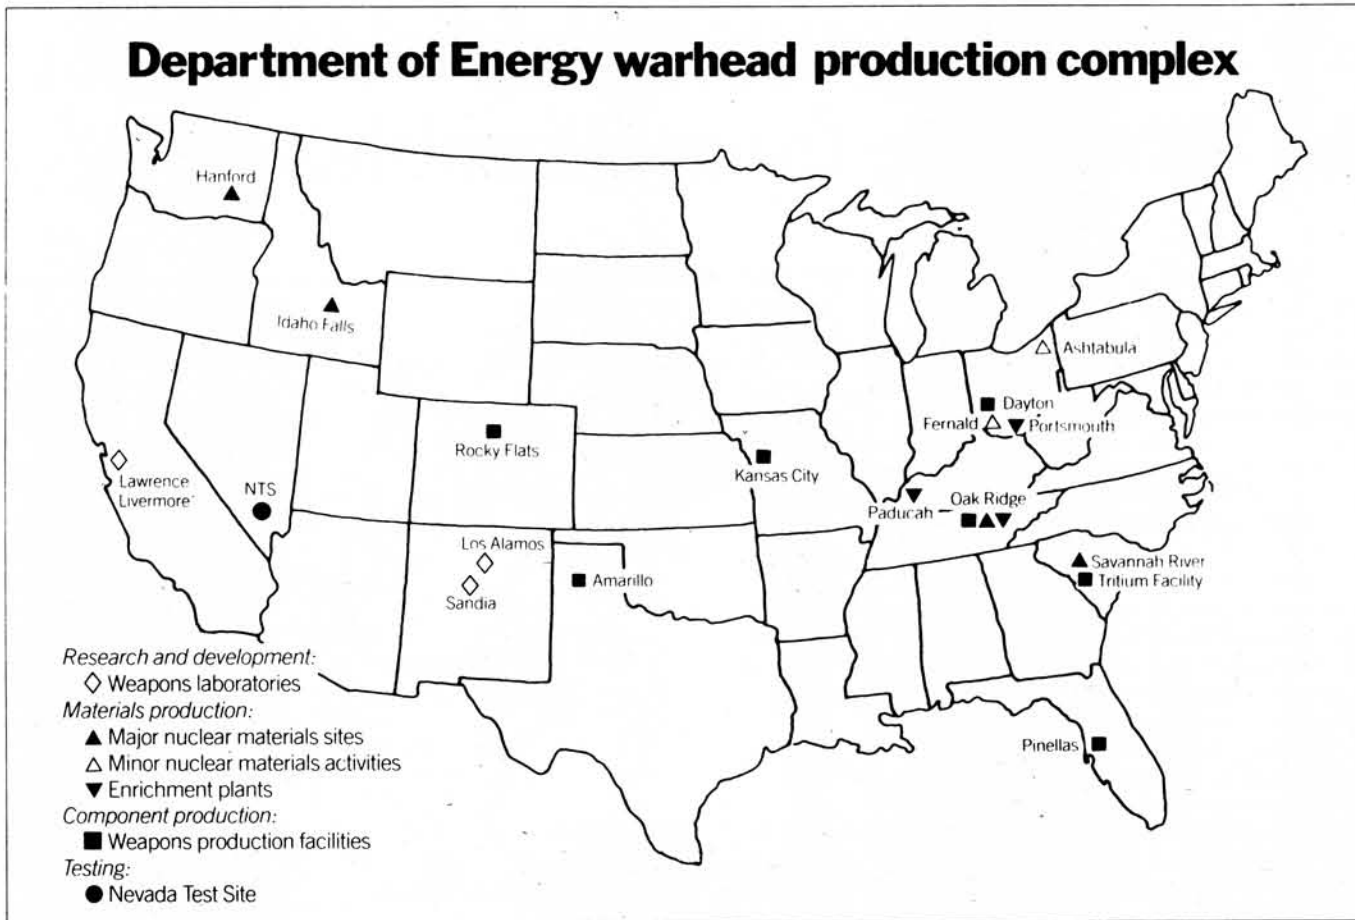 Department of Energy warhead production complex
Hanford
Idaho Falls
Ashtabula
Dayton
Fernald
Portsmouth
Rocky Flats
Kansas City
Lawrence
Livermore
NTS
Paducah
Oak Ridge
Los Alamos
Sandia
Amarillo
Savannah River
Tritium Facility
Pinellas
Research and development:
Weapons laboratories
Materials production:
Major nuclear materials sites
Minor nuclear materials activities
Enrichment plants
Component production:
Weapons production facilities
Testing:
Nevada Test Site